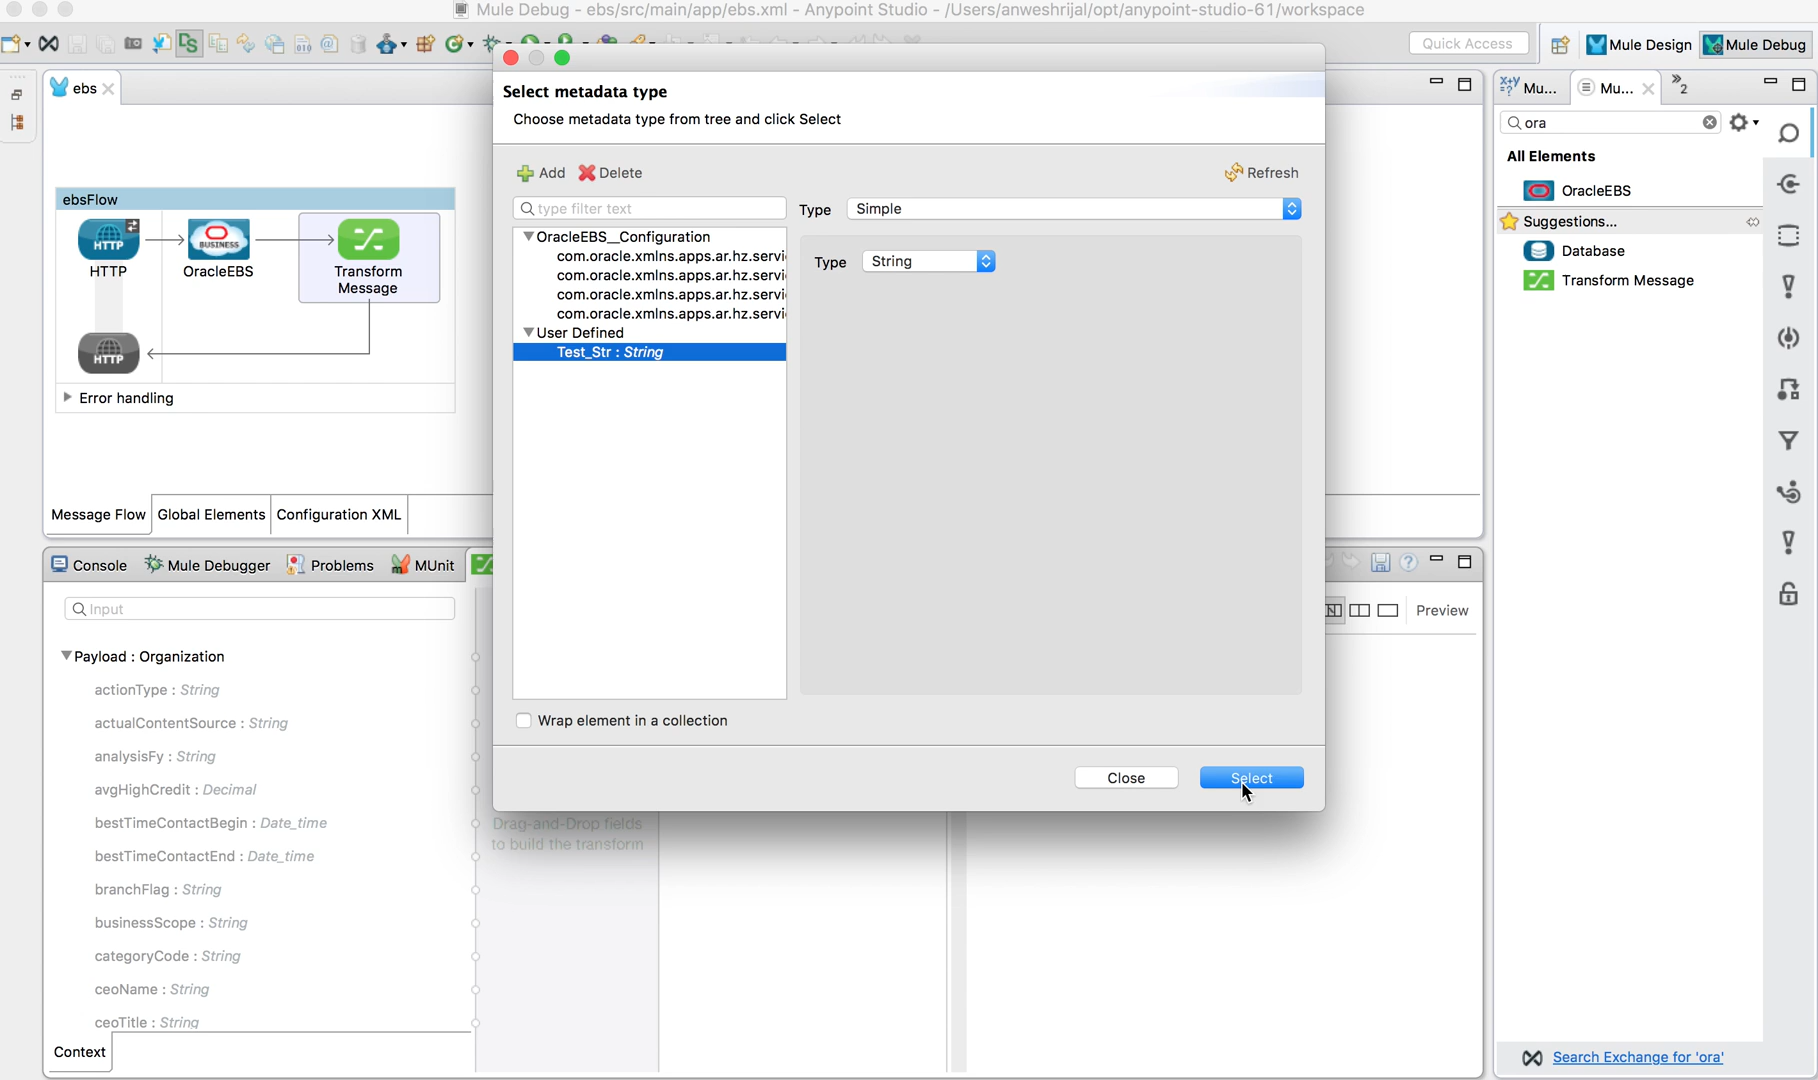 Mule Debug - ebs/src/main/app/ebs.xml - Anypoint Studio - /Users/anweshrijal/opt/anypoint-studio-61/workspace
Quick Access
Mule Design
Mule Debug
ebs
Mu...
Mu...
2
ora
All Elements
OracleEBS
Suggestions...
Database
Transform Message
Search Exchange for 'ora'
ebsFlow
HTTP
BUSINESS
HTTP
OracleEBS
Transform
Message
HTTP
Error handling
Message Flow
Global Elements
Configuration XML
Select metadata type
Choose metadata type from tree and click Select
Add
Delete
Refresh
type filter text
Type
Simple
OracleEBS__Configuration
com.oracle.xmlns.apps.ar.hz.servi
com.oracle.xmlns.apps.ar.hz.servi
com.oracle.xmlns.apps.ar.hz.servi
com.oracle.xmlns.apps.ar.hz.servi
User Defined
Test_Str : String
Type
String
Wrap element in a collection
Close
Select
Console
Mule Debugger
Problems
MUnit
Preview
Input
Payload : Organization
actionType : String
actualContentSource : String
analysisFy : String
avgHighCredit : Decimal
bestTimeContactBegin : Date_time
bestTimeContactEnd : Date_time
branchFlag : String
businessScope : String
categoryCode : String
ceoName : String
ceoTitle : String
Drag-and-Drop fields
to build the transform
Context